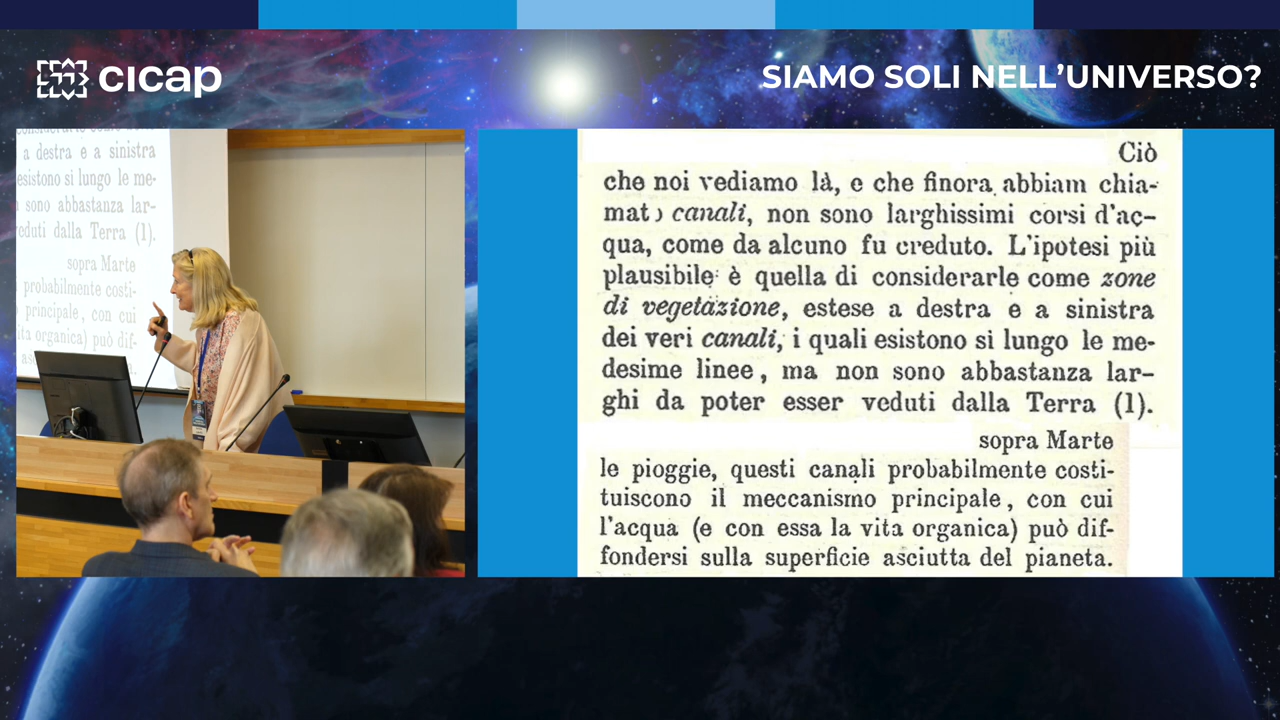 cicap
SIAMO SOLI NELL'UNIVERSO?
a destra e a sinistra
esistono sì lungo le me-
sono abbastanza lar-
veduti dalla Terra (1).
sopra Marte
probabilmente costi-
principale, con cui
organica) può dif-
Ciò
che noi vediamo là, e che finora abbiam chia-
mato canali, non sono larghissimi corsi d'ac-
qua, come da alcuno fu creduto. L'ipotesi più
plausibile è quella di considerarle come zone
di vegetazione, estese a destra e a sinistra
dei veri canali, i quali esistono sì lungo le me-
desime linee, ma non sono abbastanza lar-
ghi da poter esser veduti dalla Terra (1).
sopra Marte
le pioggie, questi canali probabilmente costi-
tuiscono il meccanismo principale, con cui
l'acqua (e con essa la vita organica) può dif-
fondersi sulla superficie asciutta del pianeta.